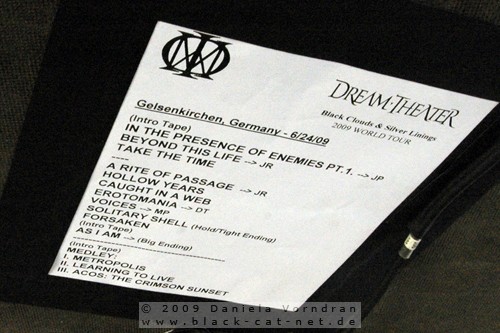 DREAM THEATER
Black Clouds & Silver Linings
2009 WORLD TOUR
Gelsenkirchen, Germany - 6/24/09
(Intro Tape)
IN THE PRESENCE OF ENEMIES PT.1. --> JP
BEYOND THIS LIFE --> JR
TAKE THE TIME
----
A RITE OF PASSAGE --> JR
HOLLOW YEARS
CAUGHT IN A WEB
EROTOMANIA --> DT
VOICES --> MP
SOLITARY SHELL (Hold/Tight Ending)
FORSAKEN
(Intro Tape)
AS I AM --> (Big Ending)
--------------------------------
(Intro Tape)
MEDLEY:
I. METROPOLIS
II. LEARNING TO LIVE
III. ACOS: THE CRIMSON SUNSET
© 2009 Daniela Vorndran
www.black-cat-net.de